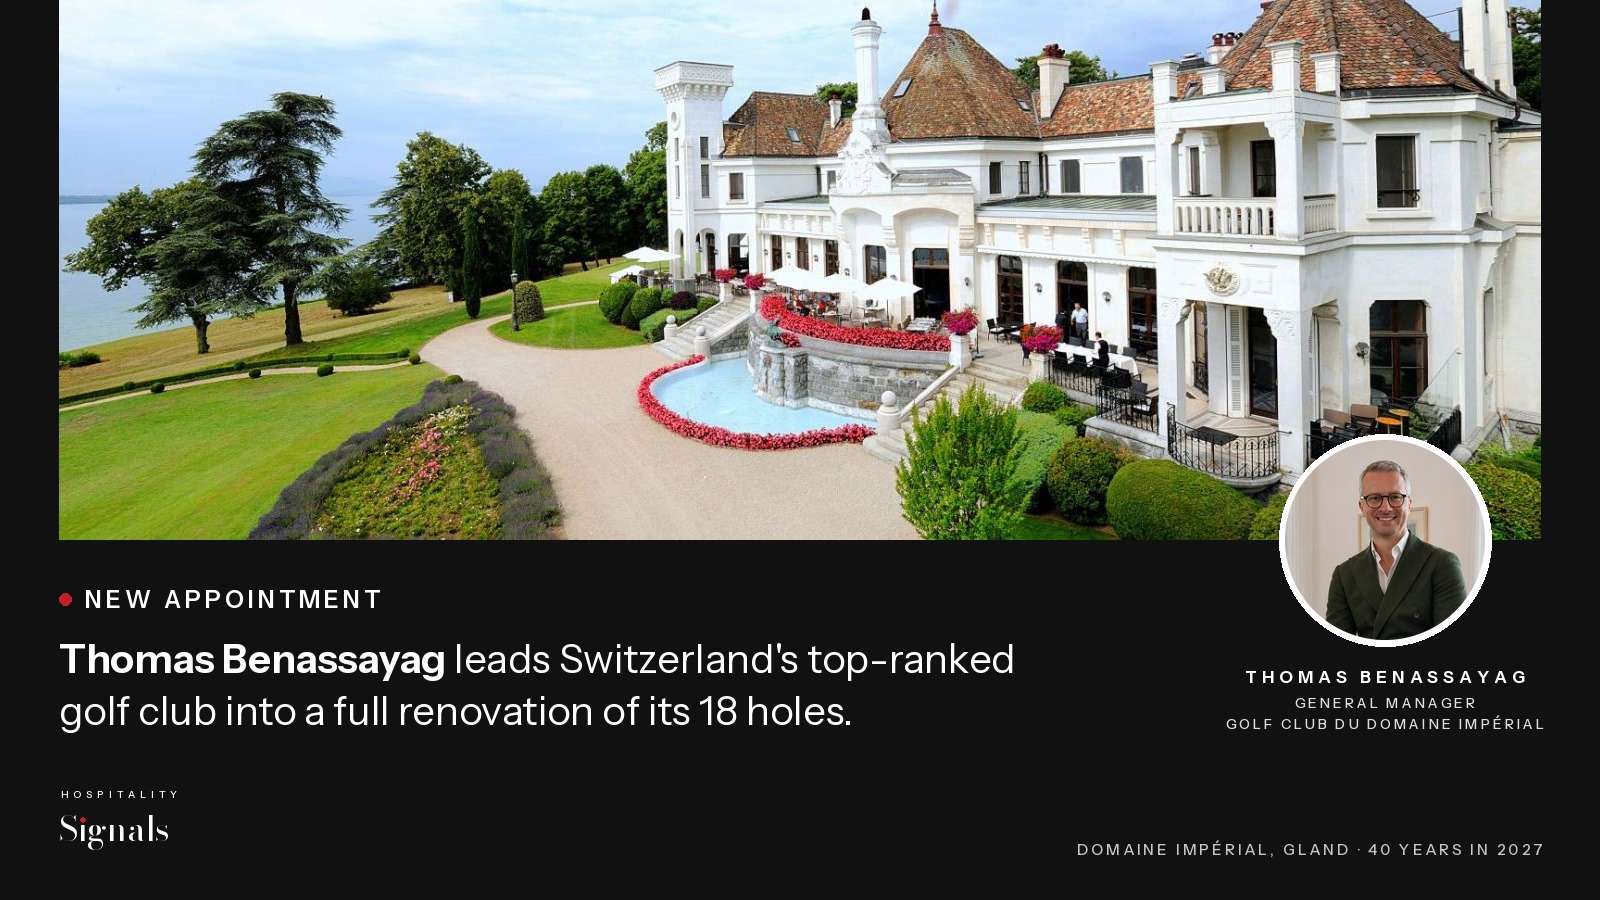 NEW APPOINTMENT
Thomas Benassayag leads Switzerland's top-ranked
golf club into a full renovation of its 18 holes.
THOMAS BENASSAYAG
GENERAL MANAGER
GOLF CLUB DU DOMAINE IMPÉRIAL
HOSPITALITY
Signals
DOMAINE IMPÉRIAL, GLAND · 40 YEARS IN 2027